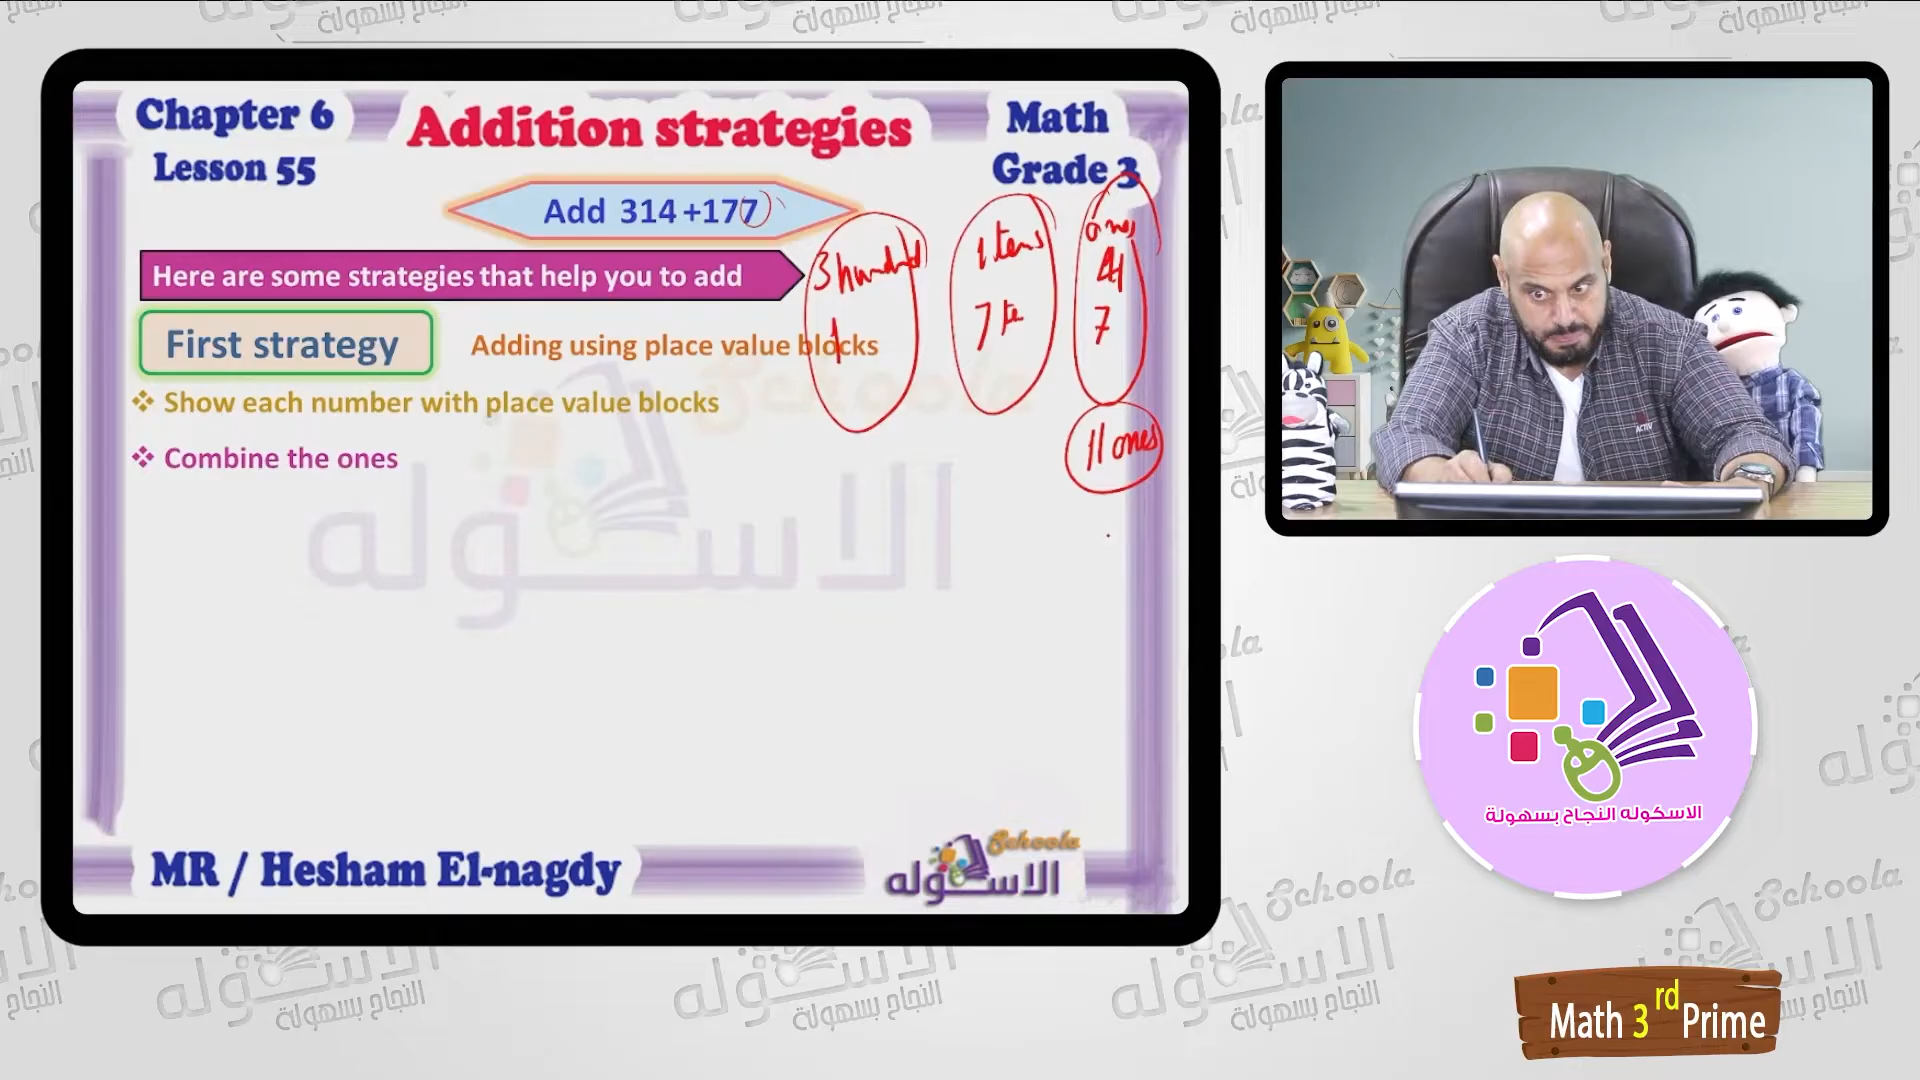 Chapter 6
Lesson 55
Addition strategies
Math
Grade 3
Add 314 +177
Here are some strategies that help you to add
First strategy
Adding using place value blocks
❖ Show each number with place value blocks
❖ Combine the ones
3 hundred
1
1 tens
7 te
ones
4
7
11 ones
MR / Hesham El-nagdy
Schoola
الاسكوله
ACTIV
الاسكوله النجاح بسهولة
Math 3rd Prime